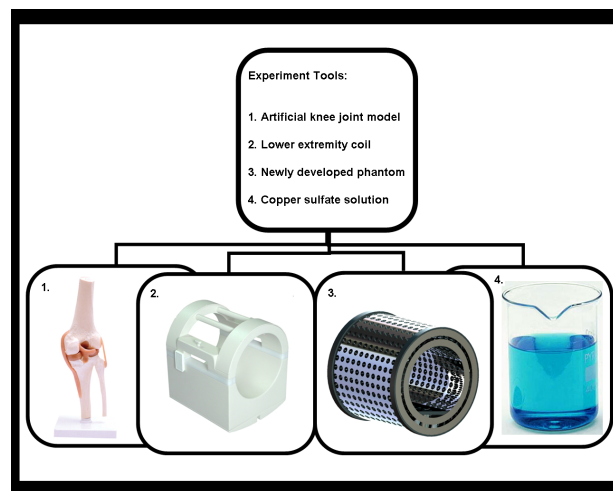 Experiment Tools:
1. Artificial knee joint model
2. Lower extremity coil
3. Newly developed phantom
4. Copper sulfate solution
1.
2.
3.
4.